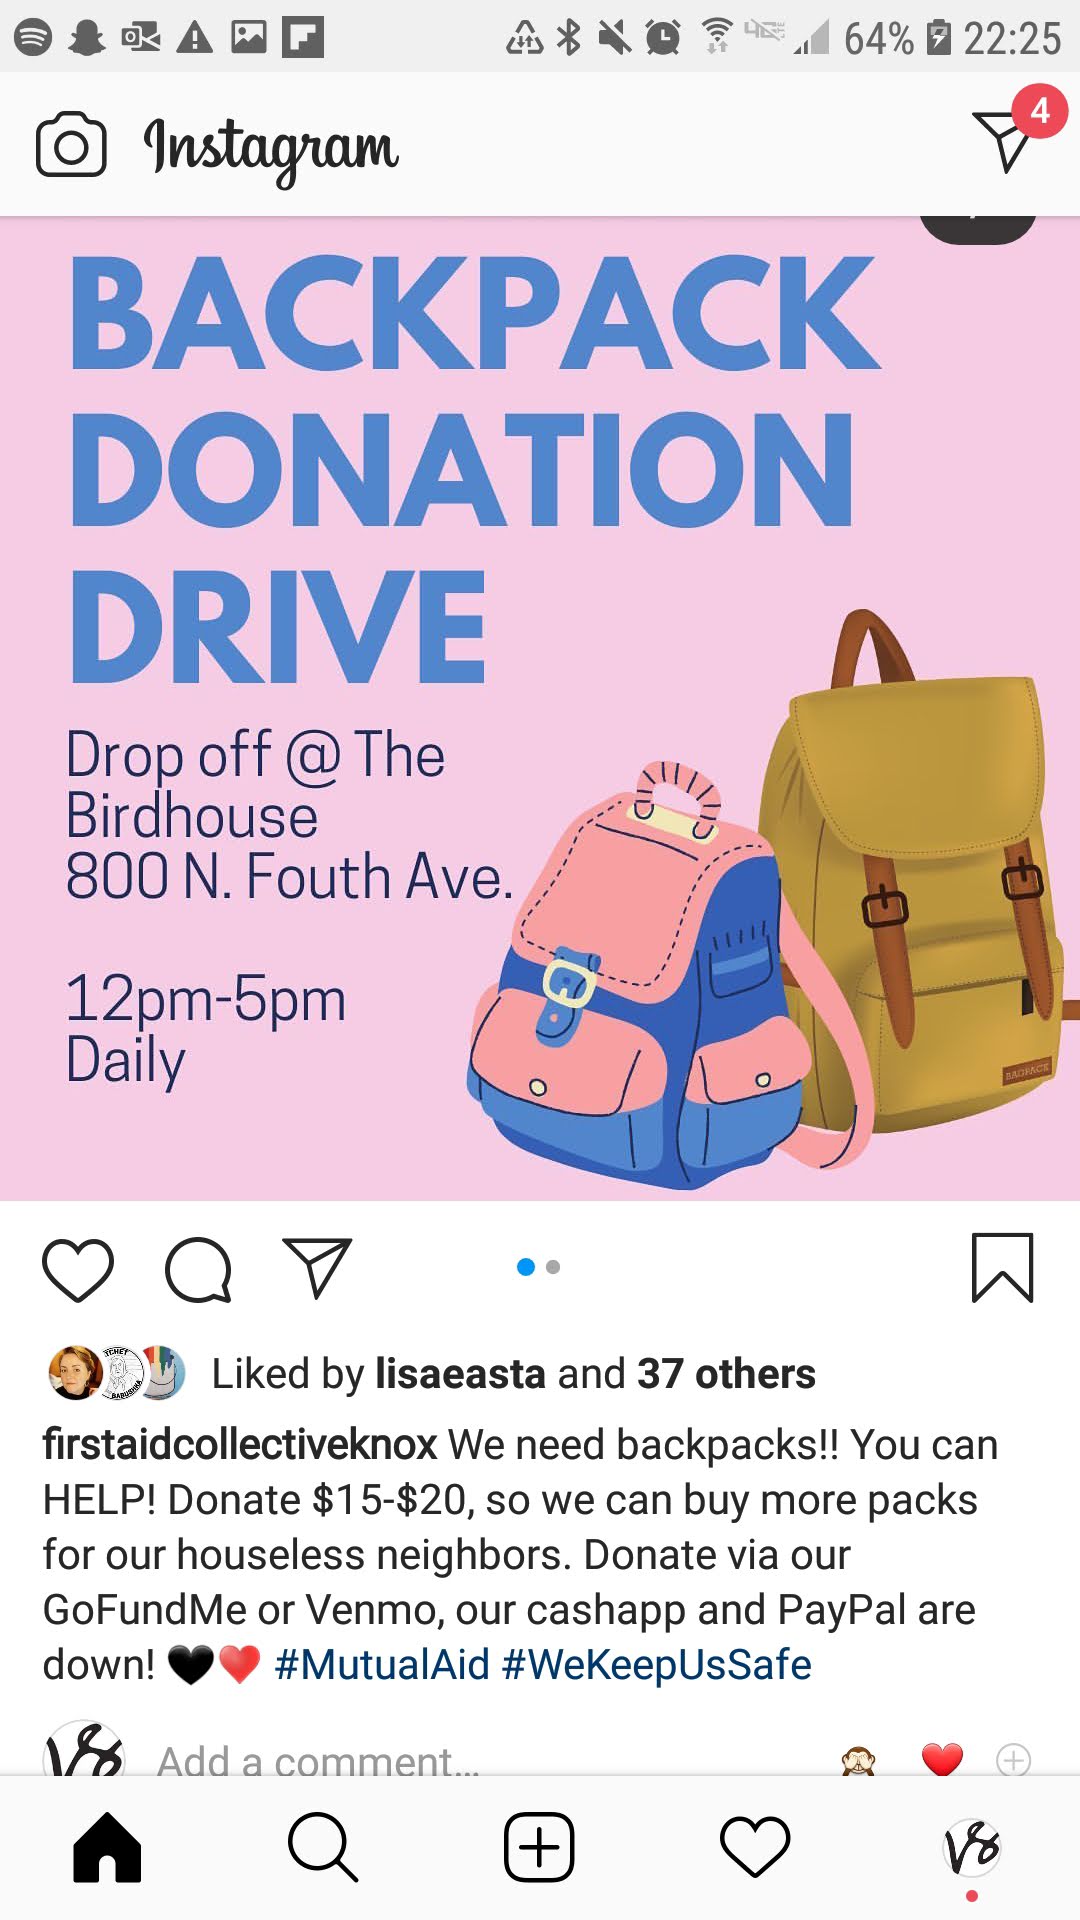 64% 22:25
Instagram
4
BACKPACK
DONATION
DRIVE
Drop off @ The
Birdhouse
800 N. Fouth Ave.
12pm-5pm
Daily
BAGPACK
Liked by lisaeasta and 37 others
firstaidcollectiveknox We need backpacks!! You can
HELP! Donate $15-$20, so we can buy more packs
for our houseless neighbors. Donate via our
GoFundMe or Venmo, our cashapp and PayPal are
down! 🖤❤️ #MutualAid #WeKeepUsSafe
Add a comment...